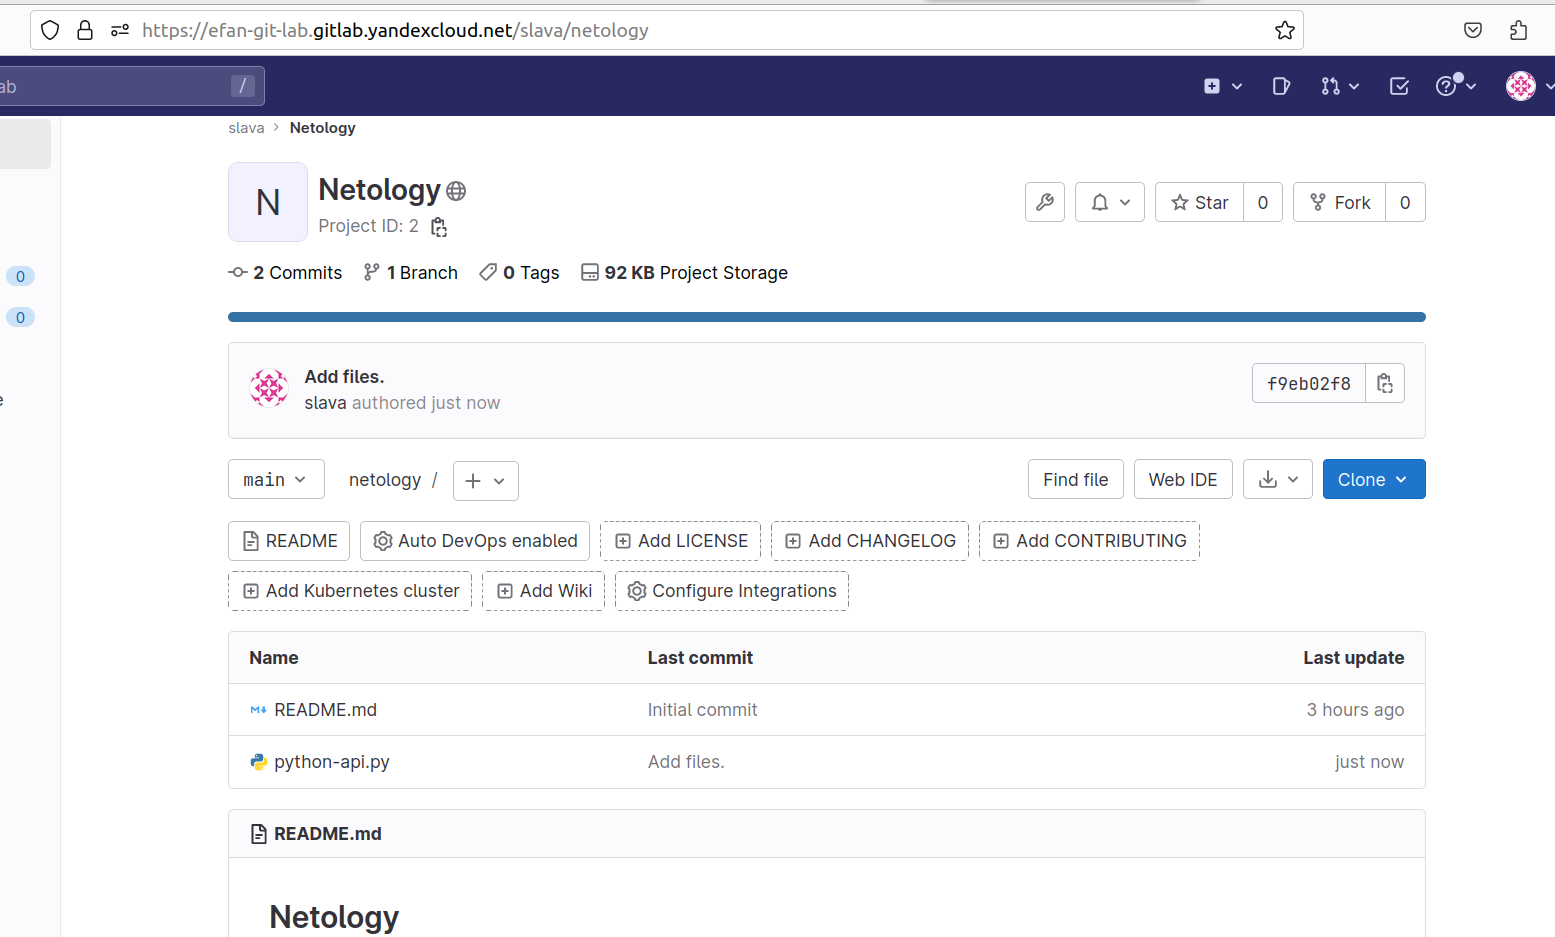 https://efan-git-lab.gitlab.yandexcloud.net/slava/netology
ab /
slava > Netology
N
Netology
Project ID: 2
Star 0 Fork 0
2 Commits 1 Branch 0 Tags 92 KB Project Storage
0
0
Add files.
slava authored just now
f9eb02f8
e
main netology / +
Find file Web IDE Clone
README Auto DevOps enabled Add LICENSE Add CHANGELOG Add CONTRIBUTING
Add Kubernetes cluster Add Wiki Configure Integrations
Name Last commit Last update
README.md Initial commit 3 hours ago
python-api.py Add files. just now
README.md
Netology